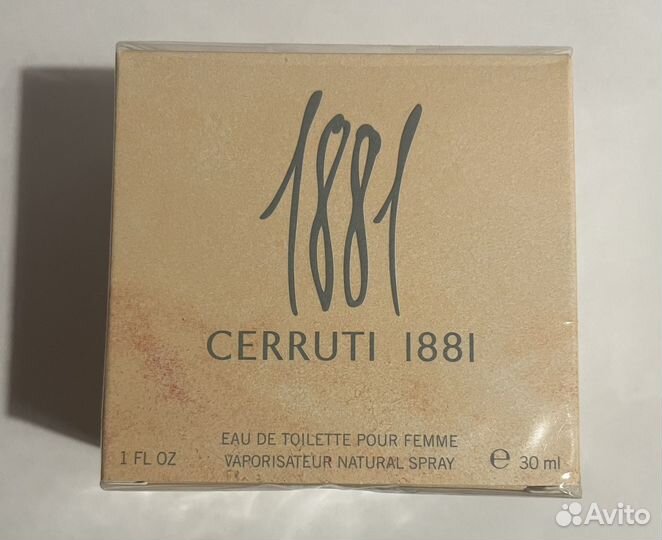 1881
CERRUTI 1881
EAU DE TOILETTE POUR FEMME
1 FL OZ VAPORISATEUR NATURAL SPRAY ℮ 30 ml
Avito